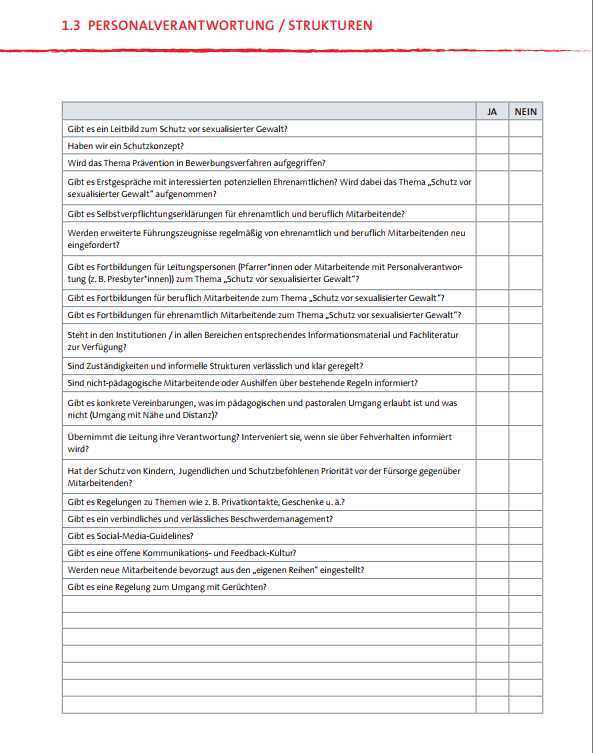 1.3 PERSONALVERANTWORTUNG / STRUKTUREN
JA NEIN
Gibt es ein Leitbild zum Schutz vor sexualisierter Gewalt?
Haben wir ein Schutzkonzept?
Wird das Thema Prävention in Bewerbungsverfahren aufgegriffen?
Gibt es Erstgespräche mit interessierten potenziellen Ehrenamtlichen? Wird dabei das Thema „Schutz vor
sexualisierter Gewalt“ aufgenommen?
Gibt es Selbstverpflichtungserklärungen für ehrenamtlich und beruflich Mitarbeitende?
Werden erweiterte Führungszeugnisse regelmäßig von ehrenamtlich und beruflich Mitarbeitenden neu
eingefordert?
Gibt es Fortbildungen für Leitungspersonen (Pfarrer*innen oder Mitarbeitende mit Personalverantwor-
tung (z. B. Presbyter*innen)) zum Thema „Schutz vor sexualisierter Gewalt“?
Gibt es Fortbildungen für beruflich Mitarbeitende zum Thema „Schutz vor sexualisierter Gewalt“?
Gibt es Fortbildungen für ehrenamtlich Mitarbeitende zum Thema „Schutz vor sexualisierter Gewalt“?
Steht in den Institutionen / in allen Bereichen entsprechendes Informationsmaterial und Fachliteratur
zur Verfügung?
Sind Zuständigkeiten und informelle Strukturen verlässlich und klar geregelt?
Sind nicht-pädagogische Mitarbeitende oder Aushilfen über bestehende Regeln informiert?
Gibt es konkrete Vereinbarungen, was im pädagogischen und pastoralen Umgang erlaubt ist und was
nicht (Umgang mit Nähe und Distanz)?
Übernimmt die Leitung ihre Verantwortung? Interveniert sie, wenn sie über Fehlverhalten informiert
wird?
Hat der Schutz von Kindern, Jugendlichen und Schutzbefohlenen Priorität vor der Fürsorge gegenüber
Mitarbeitenden?
Gibt es Regelungen zu Themen wie z. B. Privatkontakte, Geschenke u. ä.?
Gibt es ein verbindliches und verlässliches Beschwerdemanagement?
Gibt es Social-Media-Guidelines?
Gibt es eine offene Kommunikations- und Feedback-Kultur?
Werden neue Mitarbeitende bevorzugt aus den „eigenen Reihen“ eingestellt?
Gibt es eine Regelung zum Umgang mit Gerüchten?